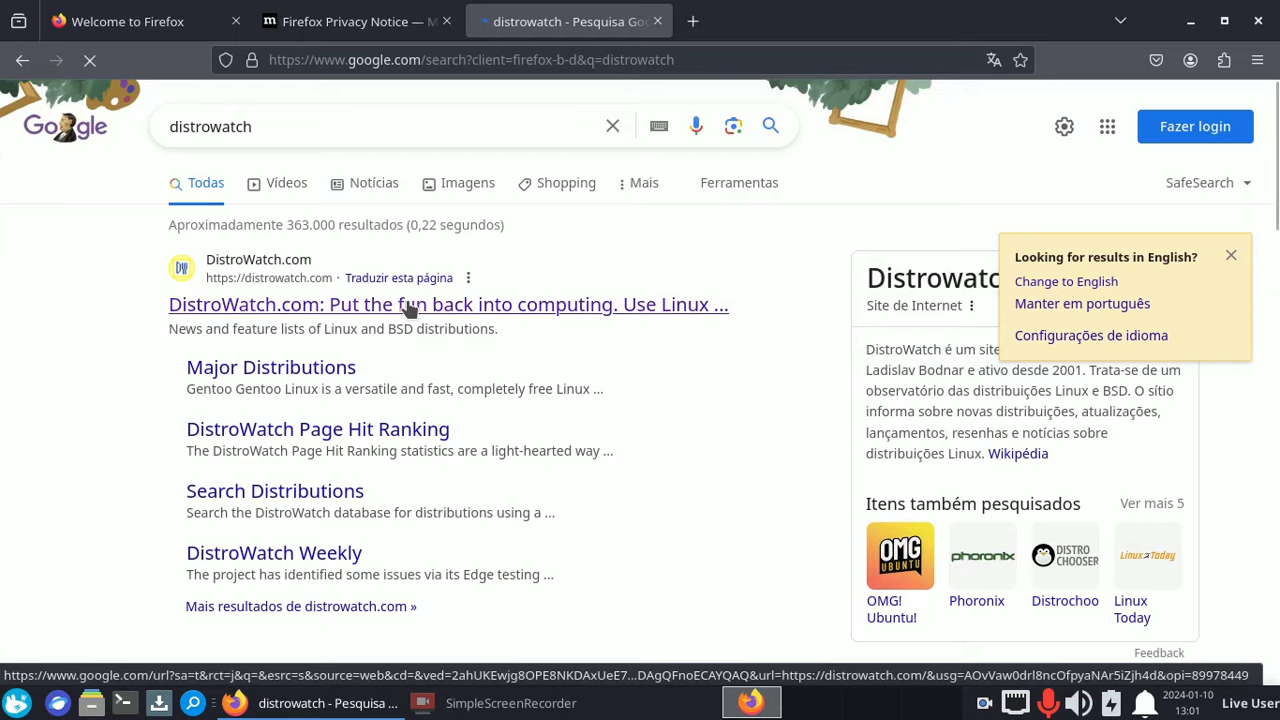 Welcome to Firefox
Firefox Privacy Notice — M
distrowatch - Pesquisa Goo
https://www.google.com/search?client=firefox-b-d&q=distrowatch
Google
distrowatch
Fazer login
Todas
Vídeos
Notícias
Imagens
Shopping
Mais
Ferramentas
SafeSearch
Aproximadamente 363.000 resultados (0,22 segundos)
DW
DistroWatch.com
https://distrowatch.com · Traduzir esta página
DistroWatch.com: Put the fun back into computing. Use Linux ...
News and feature lists of Linux and BSD distributions.
Major Distributions
Gentoo Gentoo Linux is a versatile and fast, completely free Linux ...
DistroWatch Page Hit Ranking
The DistroWatch Page Hit Ranking statistics are a light-hearted way ...
Search Distributions
Search the DistroWatch database for distributions using a ...
DistroWatch Weekly
The project has identified some issues via its Edge testing ...
Mais resultados de distrowatch.com »
Looking for results in English?
Change to English
Manter em português
Configurações de idioma
Distrowatc
Site de Internet
DistroWatch é um site
Ladislav Bodnar e ativo desde 2001. Trata-se de um
observatório das distribuições Linux e BSD. O sítio
informa sobre novas distribuições, atualizações,
lançamentos, resenhas e notícias sobre
distribuições Linux. Wikipédia
Itens também pesquisados
Ver mais 5
OMG!
UBUNTU!
phoronix
DISTRO
CHOOSER
Linux Today
OMG!
Ubuntu!
Phoronix
Distrochoo
Linux
Today
Feedback
https://www.google.com/url?sa=t&rct=j&q=&esrc=s&source=web&cd=&ved=2ahUKEwjg8OPE8NKDAxUeE7...DAgQFnoECAYQAQ&url=https://distrowatch.com/&usg=AOvVaw0drl8ncOfpyaNAr5iZjh4d&opi=89978449
distrowatch - Pesquisa ...
SimpleScreenRecorder
2024-01-10
13:01
Live User